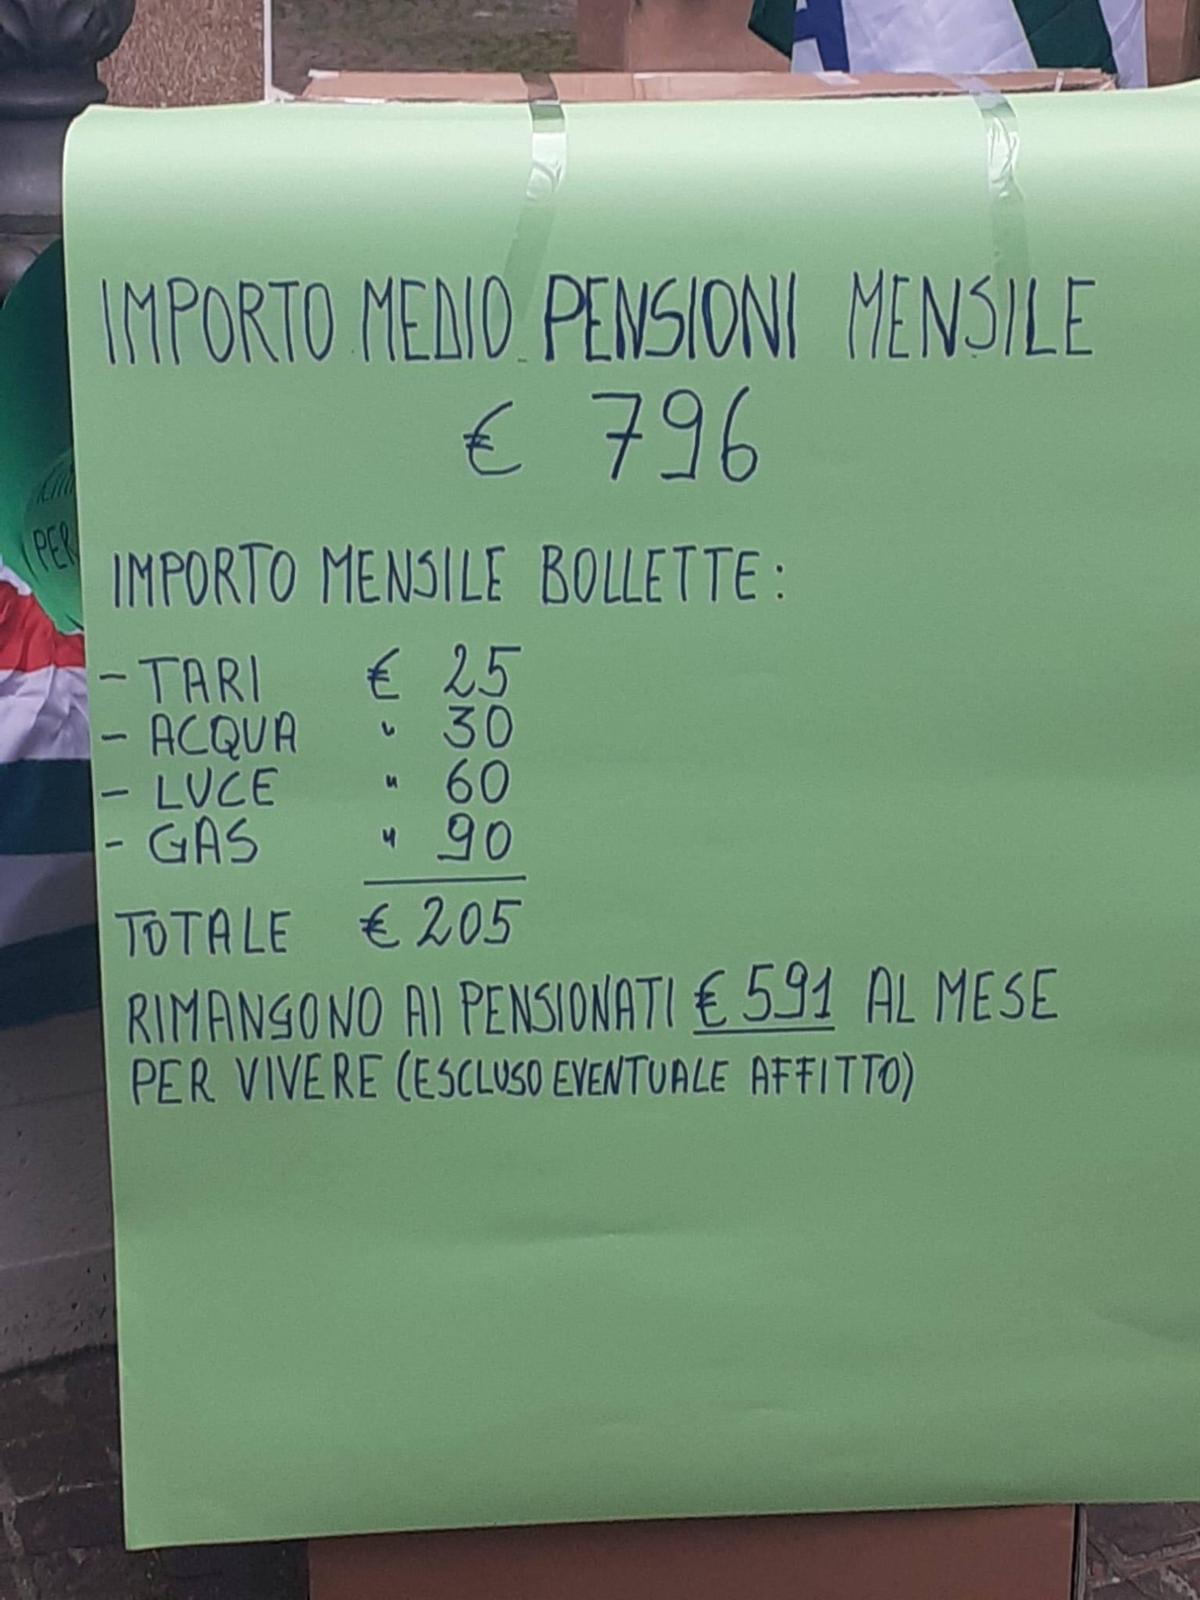 IMPORTO MEDIO PENSIONI MENSILE
€ 796
IMPORTO MENSILE BOLLETTE:
- TARI € 25
- ACQUA " 30
- LUCE " 60
- GAS " 90
TOTALE € 205
RIMANGONO AI PENSIONATI € 591 AL MESE
PER VIVERE (ESCLUSO EVENTUALE AFFITTO)
PER